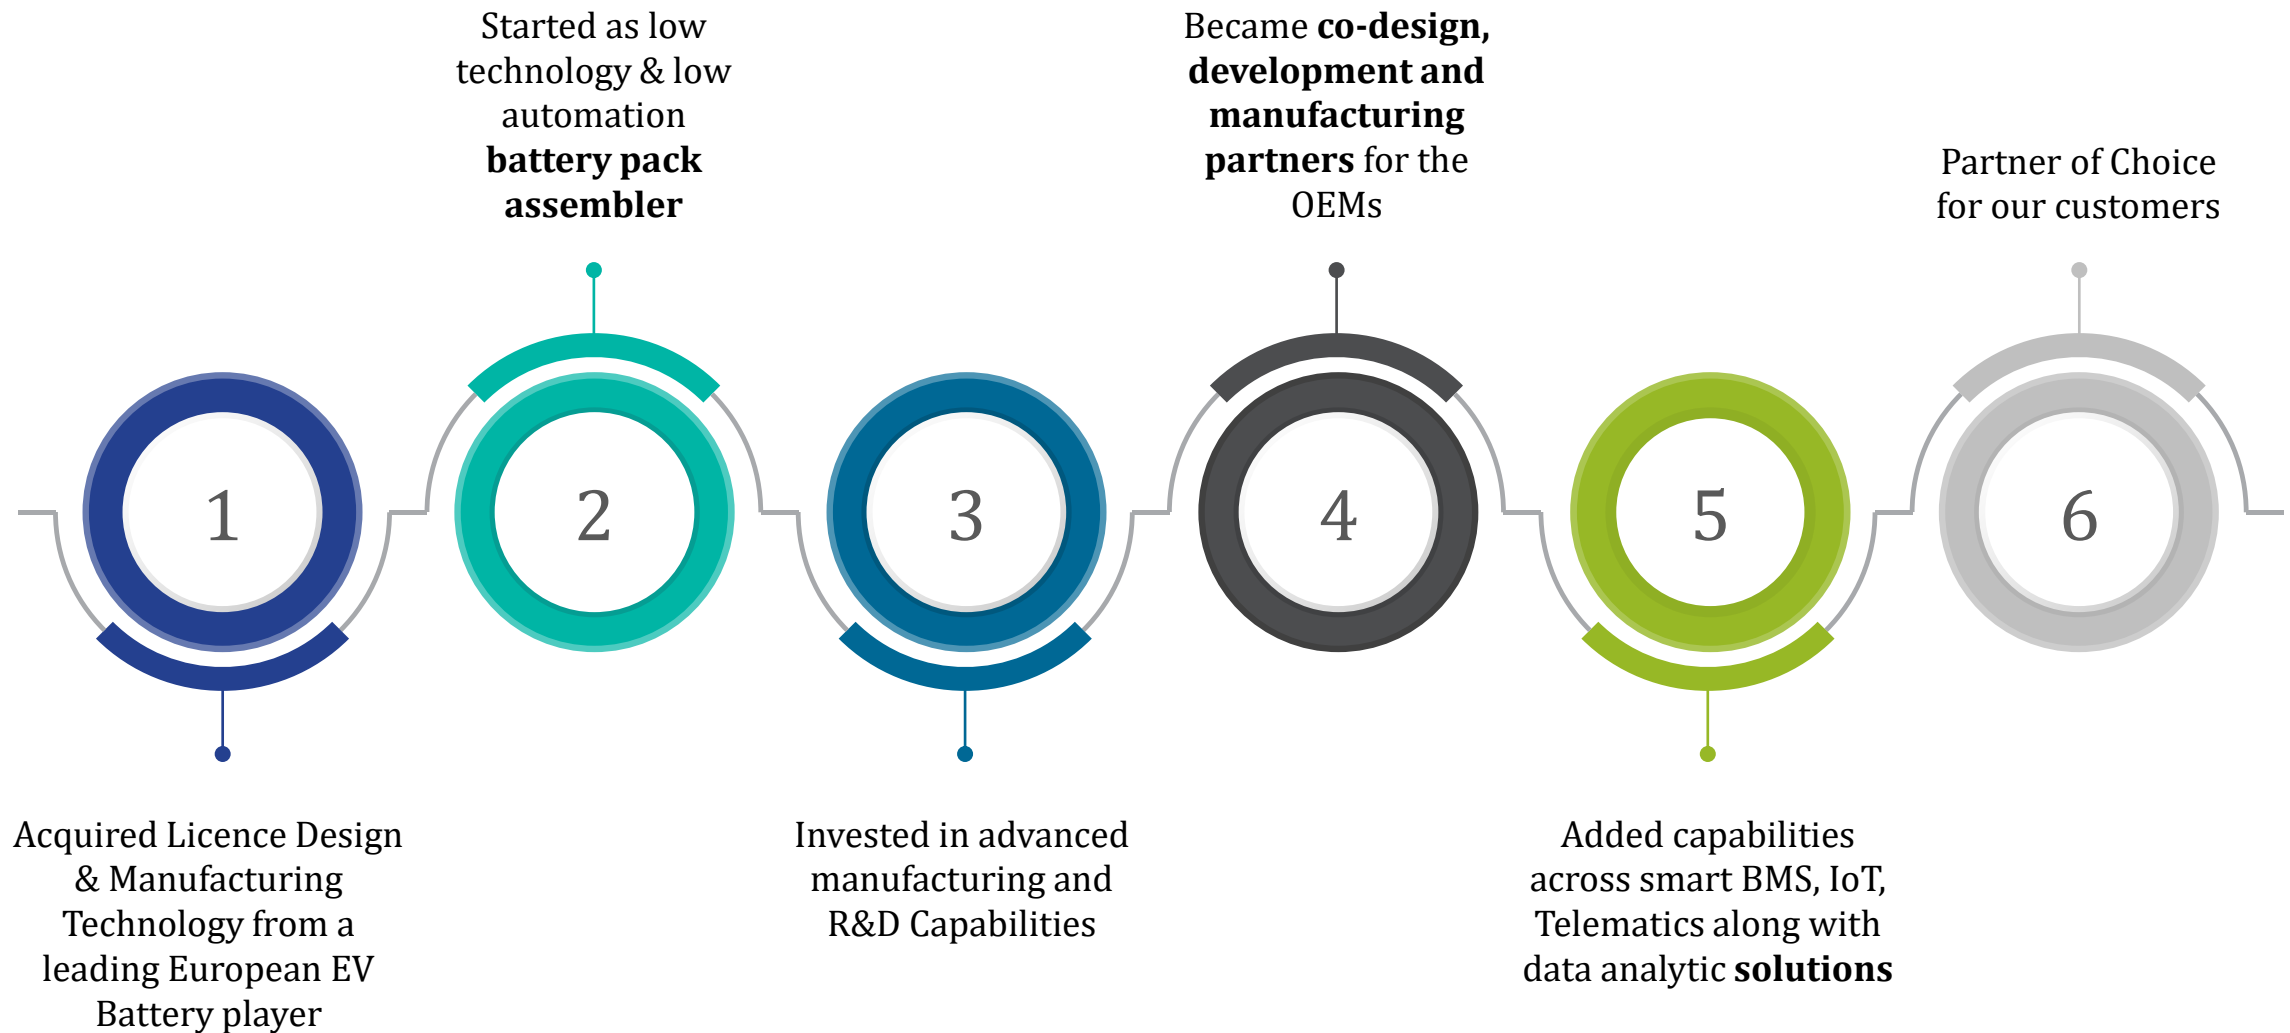 1
Acquired Licence Design
& Manufacturing
Technology from a
leading European EV
Battery player
2
Started as low
technology & low
automation
battery pack
assembler
3
Invested in advanced
manufacturing and
R&D Capabilities
4
Became co-design,
development and
manufacturing
partners for the
OEMs
5
Added capabilities
across smart BMS, IoT,
Telematics along with
data analytic solutions
6
Partner of Choice
for our customers